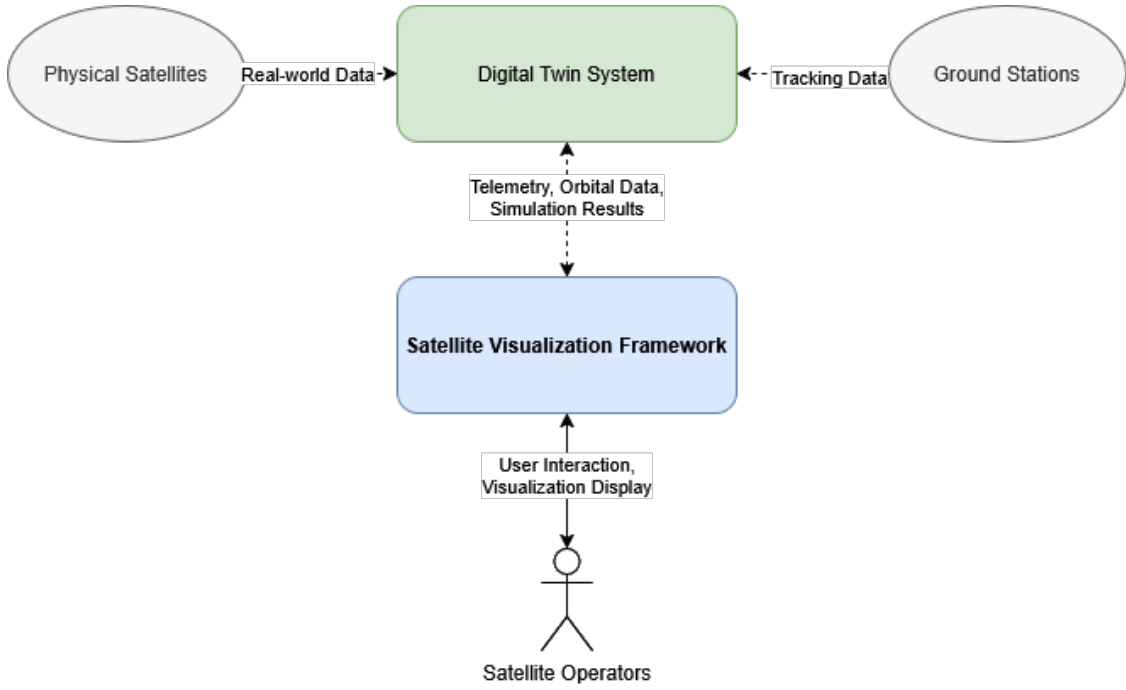 Physical Satellites
Real-world Data
Digital Twin System
Tracking Data
Ground Stations
Telemetry, Orbital Data,
Simulation Results
Satellite Visualization Framework
User Interaction,
Visualization Display
Satellite Operators